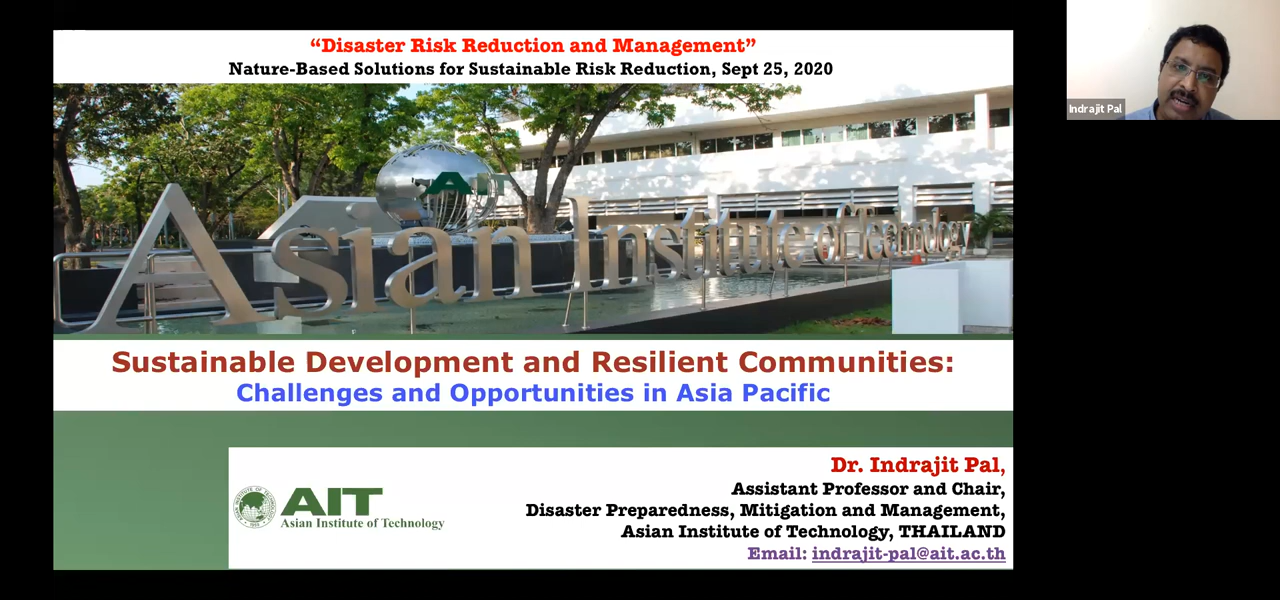 “Disaster Risk Reduction and Management”
Nature-Based Solutions for Sustainable Risk Reduction, Sept 25, 2020
Indrajit Pal
AIT
Asian Institute of Technology
Sustainable Development and Resilient Communities:
Challenges and Opportunities in Asia Pacific
Dr. Indrajit Pal,
Assistant Professor and Chair,
Disaster Preparedness, Mitigation and Management,
Asian Institute of Technology, THAILAND
Email: indrajit-pal@ait.ac.th
AIT
Asian Institute of Technology